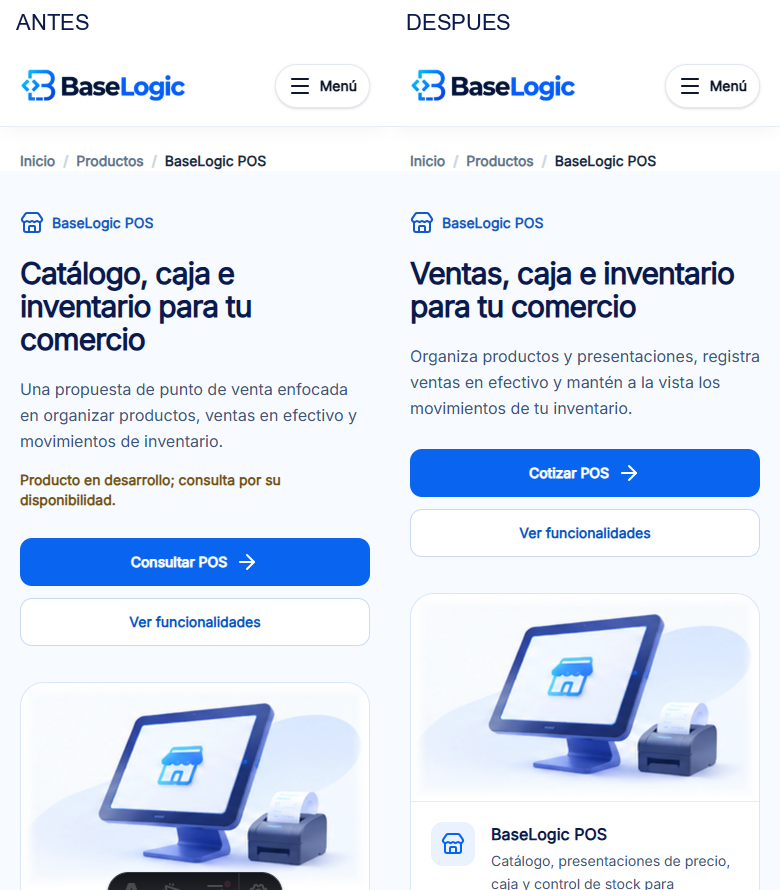 ANTES
BaseLogic
Menú
Inicio / Productos / BaseLogic POS
BaseLogic POS
Catálogo, caja e
inventario para tu
comercio
Una propuesta de punto de venta enfocada
en organizar productos, ventas en efectivo y
movimientos de inventario.
Producto en desarrollo; consulta por su
disponibilidad.
Consultar POS
Ver funcionalidades
DESPUES
BaseLogic
Menú
Inicio / Productos / BaseLogic POS
BaseLogic POS
Ventas, caja e inventario
para tu comercio
Organiza productos y presentaciones, registra
ventas en efectivo y mantén a la vista los
movimientos de tu inventario.
Cotizar POS
Ver funcionalidades
BaseLogic POS
Catálogo, presentaciones de precio,
caja y control de stock para